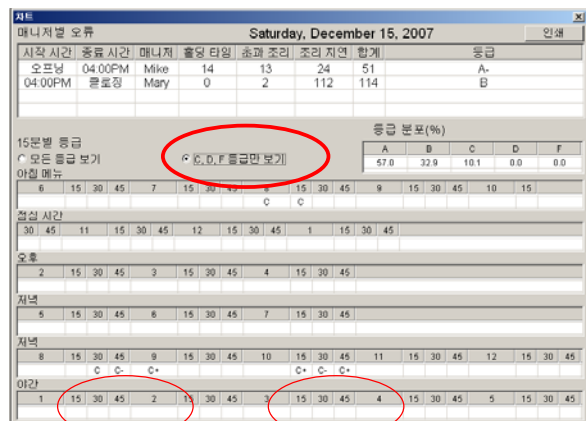 차트
매니저별 오류 Saturday, December 15, 2007 인쇄
시작 시간 종료 시간 매니저 홀딩 타임 초과 조리 조리 지연 합계 등급
오프닝 04:00PM Mike 14 13 24 51 A-
04:00PM 클로징 Mary 0 2 112 114 B
등급 분포(%)
A B C D F
57.0 32.9 10.1 0.0 0.0
15분별 등급
모든 등급 보기 C, D, F 등급만 보기
아침 메뉴
6 15 30 45 7 15 30 45 8 15 30 45 9 15 30 45 10 15
C C
점심 시간
30 45 11 15 30 45 12 15 30 45 1 15 30 45
오후
2 15 30 45 3 15 30 45 4 15 30 45
저녁
5 15 30 45 6 15 30 45 7 15 30 45
저녁
8 15 30 45 9 15 30 45 10 15 30 45 11 15 30 45 12 15 30 45
C C- C+ C+ C- C+
야간
1 15 30 45 2 15 30 45 3 15 30 45 4 15 30 45 5 15 30 45